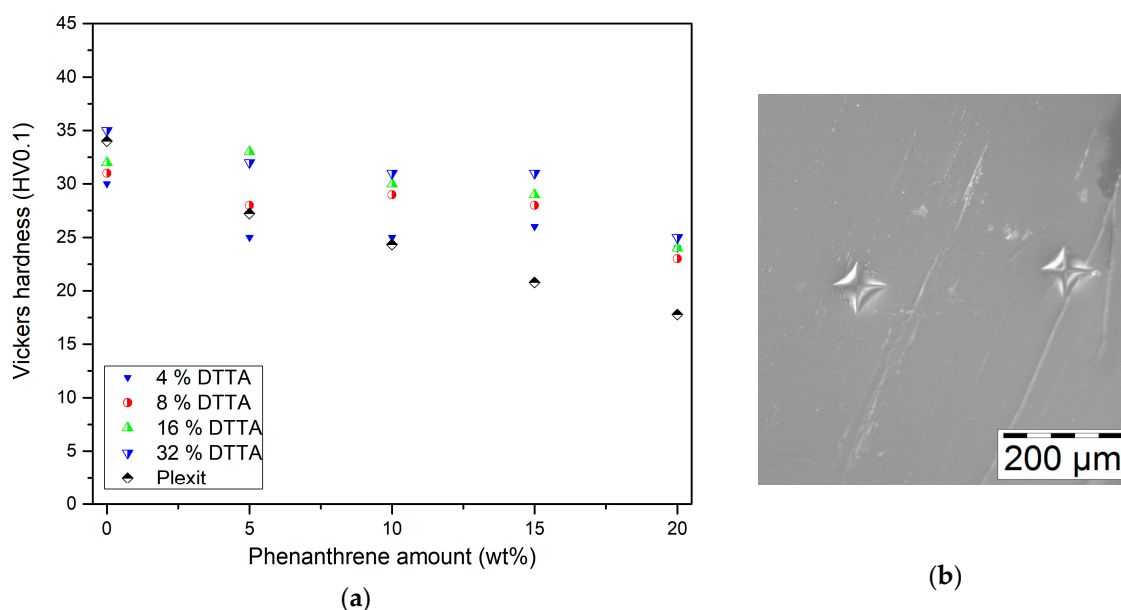 45
40
35
30
25
20
15
10
5
0
Vickers hardness (HV0.1)
4 % DTTA
8 % DTTA
16 % DTTA
32 % DTTA
Plexit
0 5 10 15 20
Phenanthrene amount (wt%)
(a)
200 µm
(b)